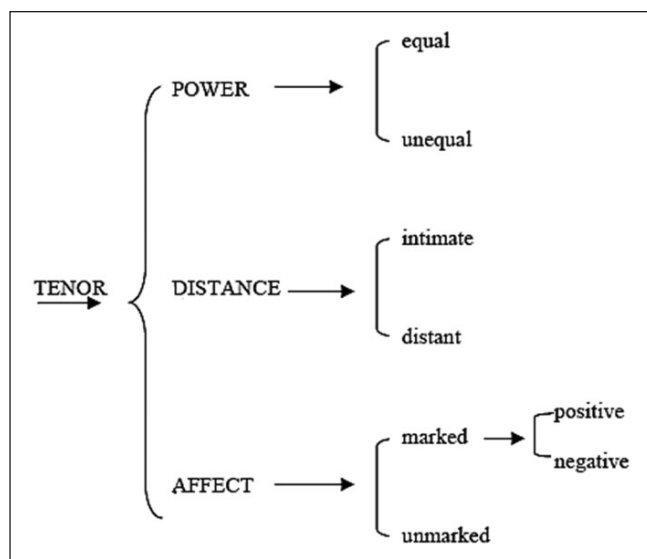 equal
POWER
unequal
intimate
TENOR
DISTANCE
distant
positive
marked
negative
AFFECT
unmarked